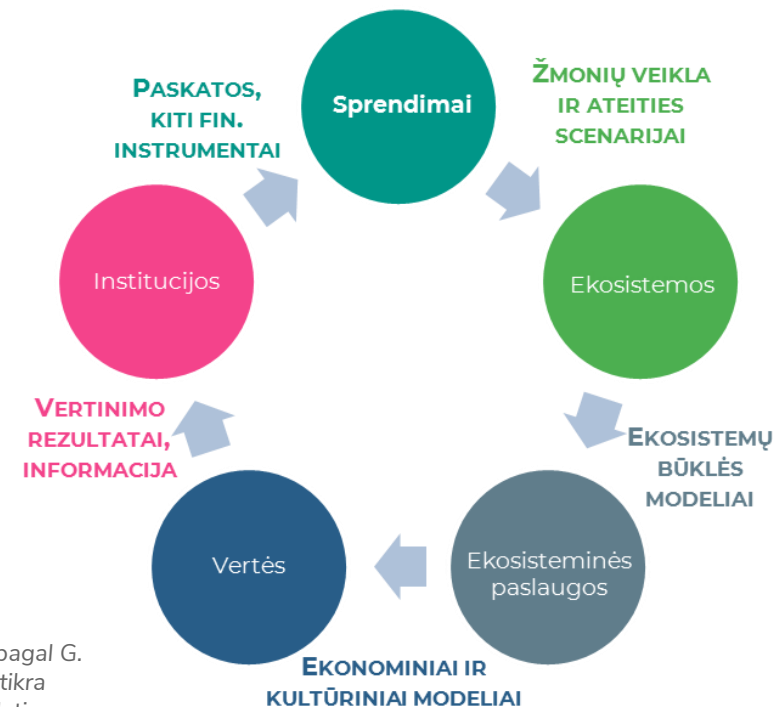 Sprendimai
ŽMONIŲ VEIKLA
IR ATEITIES
SCENARIJAI
Ekosistemos
EKOSISTEMŲ
BŪKLĖS
MODELIAI
Ekosisteminės
paslaugos
EKONOMINIAI IR
KULTŪRINIAI MODELIAI
Vertės
VERTINIMO
REZULTATAI,
INFORMACIJA
Institucijos
PASKATOS,
KITI FIN.
INSTRUMENTAI
pagal G.
tikra